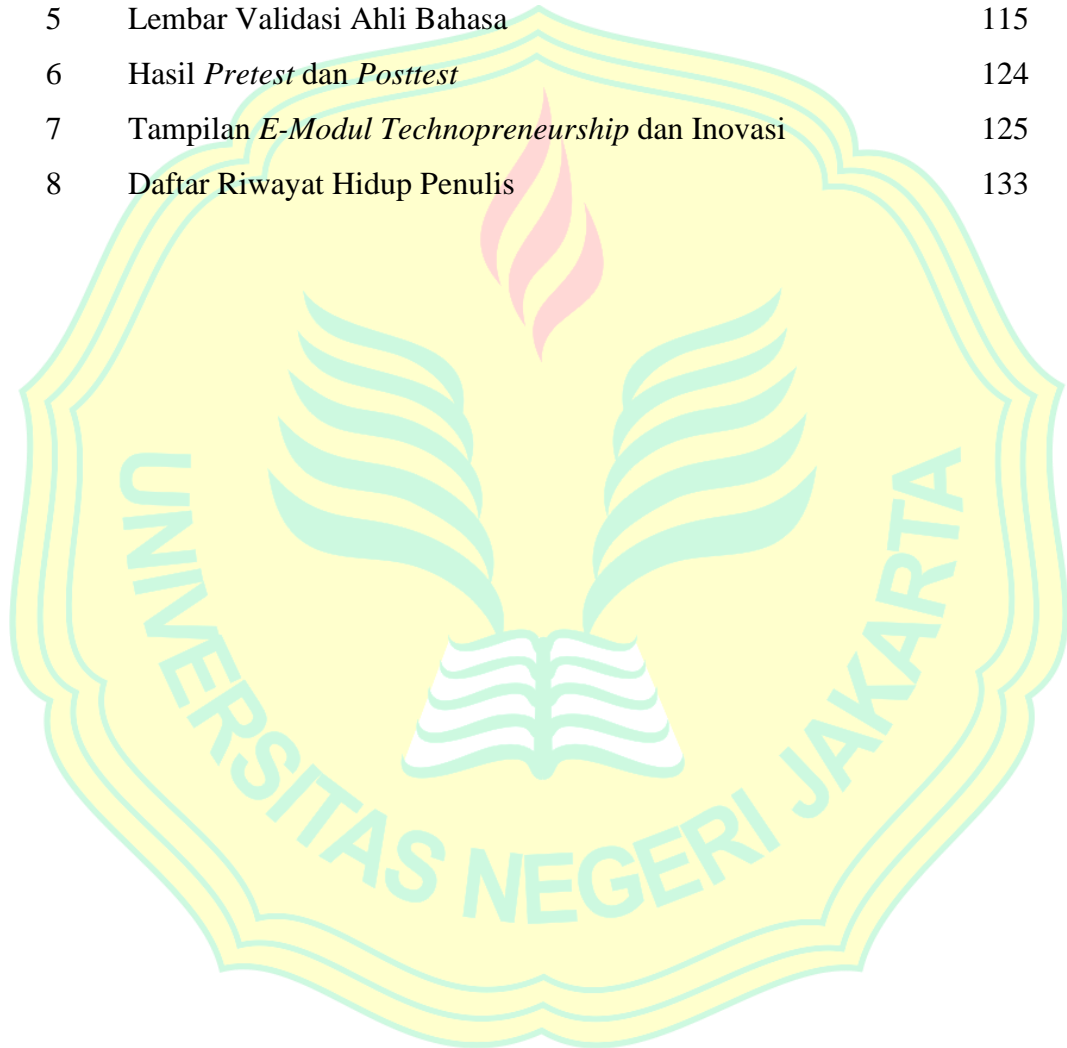 5 Lembar Validasi Ahli Bahasa 115
6 Hasil Pretest dan Posttest 124
7 Tampilan E-Modul Technopreneurship dan Inovasi 125
8 Daftar Riwayat Hidup Penulis 133
UNIVERSITAS NEGERI JAKARTA